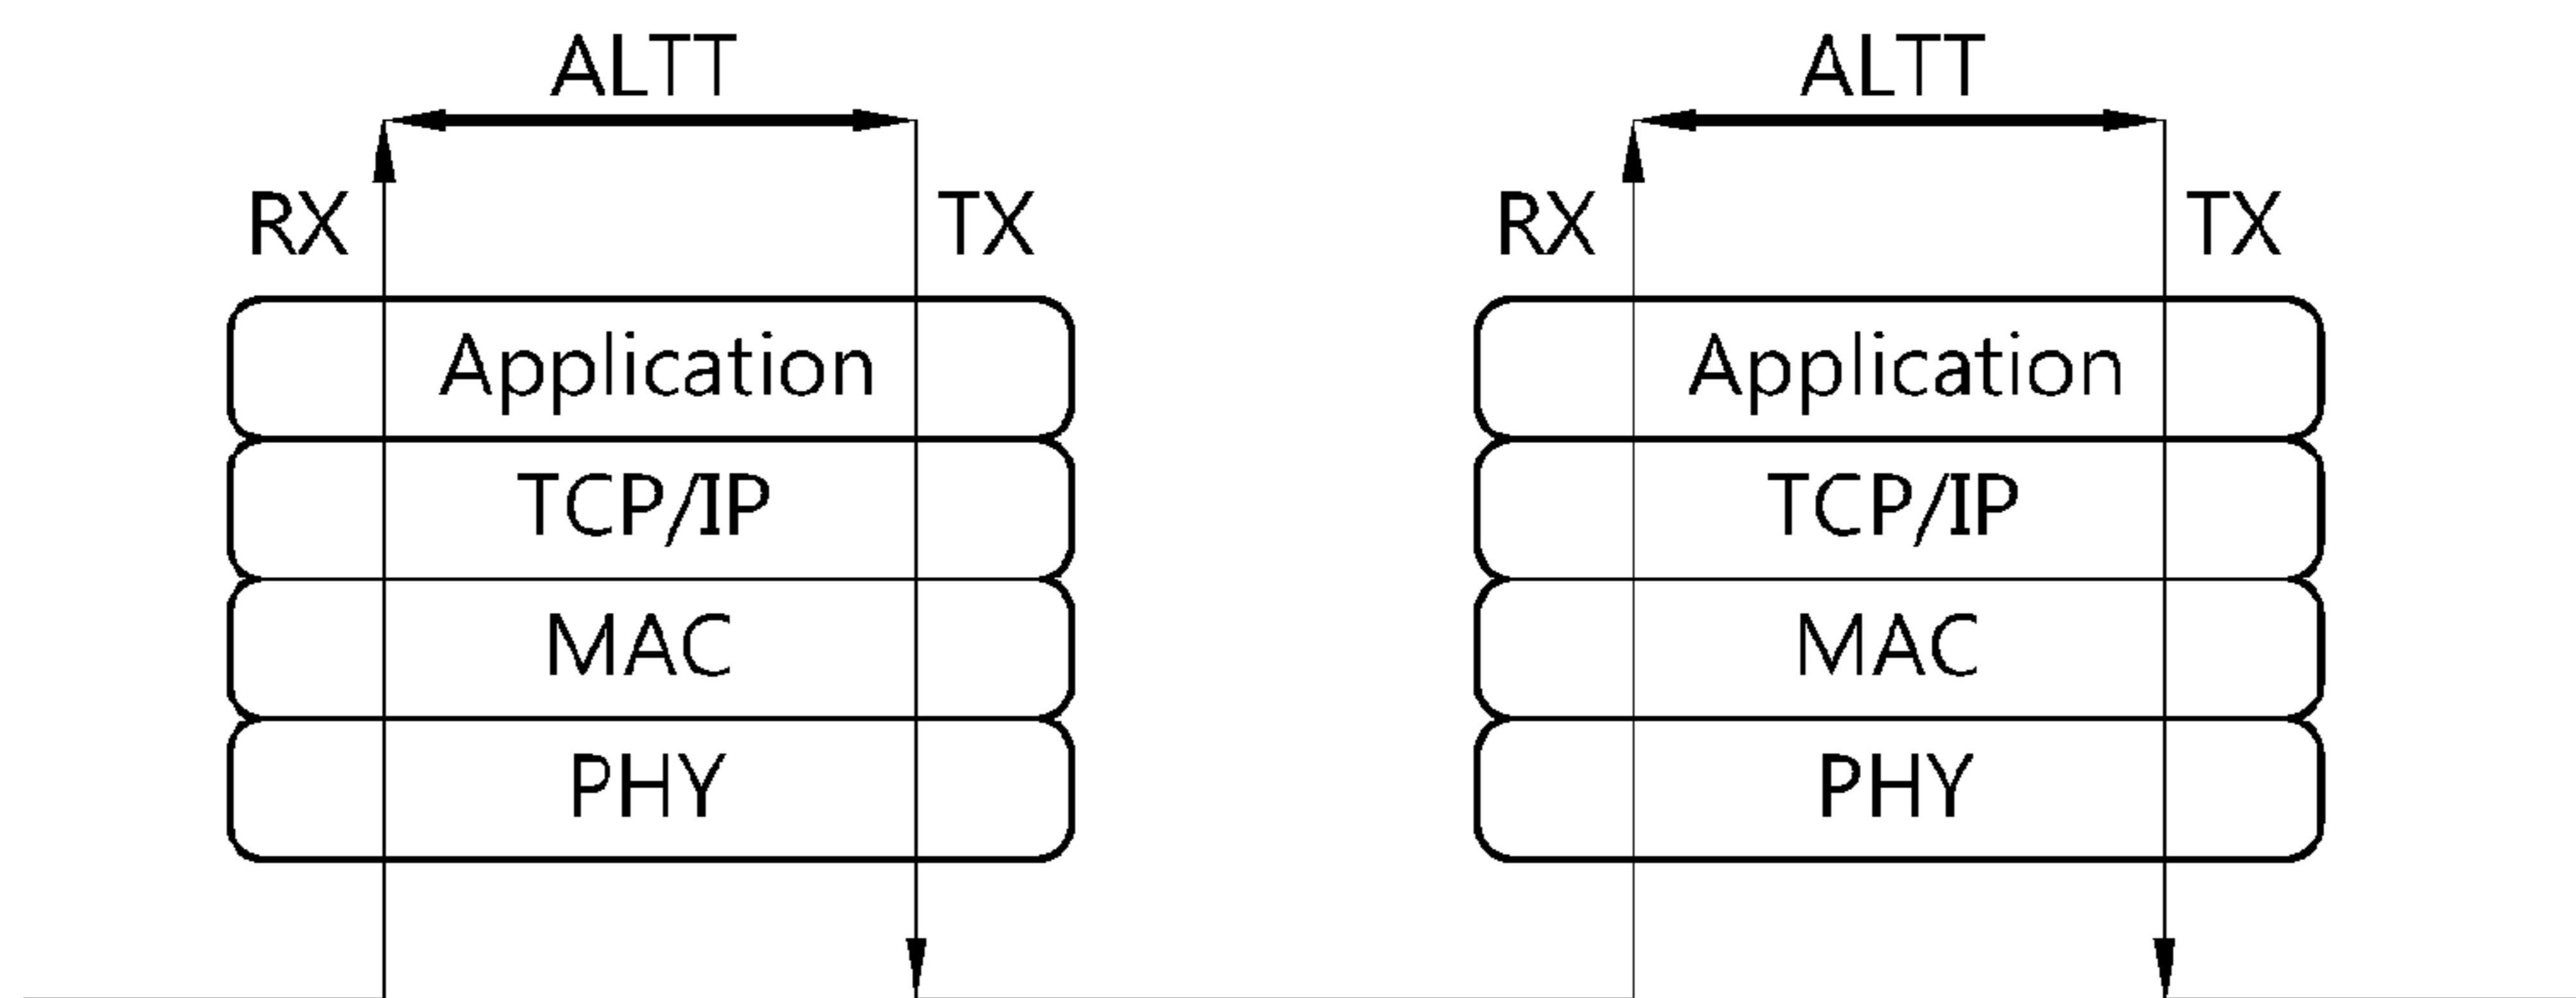 ALTT
RX TX
Application
TCP/IP
MAC
PHY
ALTT
RX TX
Application
TCP/IP
MAC
PHY